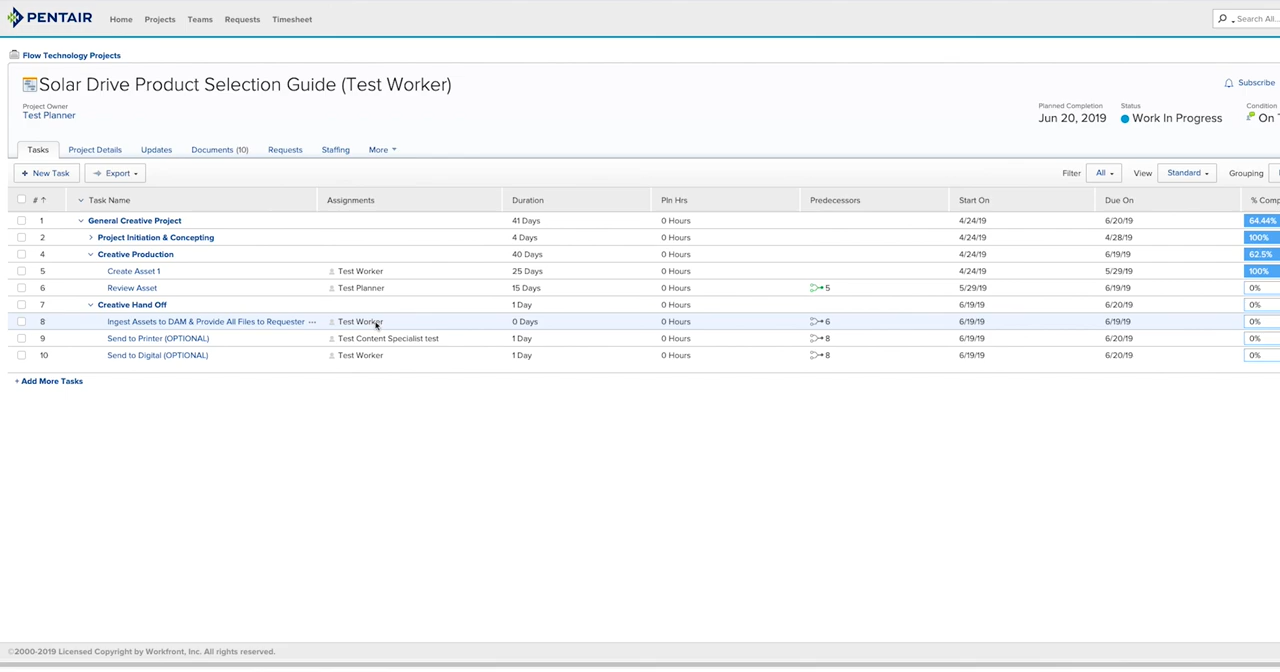 PENTAIR Home Projects Teams Requests Timesheet Search All...
Flow Technology Projects
Solar Drive Product Selection Guide (Test Worker) Subscribe
Project Owner Planned Completion Status Condition
Test Planner Jun 20, 2019 Work In Progress On
Tasks Project Details Updates Documents (10) Requests Staffing More
+ New Task Export Filter All View Standard Grouping
# Task Name Assignments Duration Pln Hrs Predecessors Start On Due On % Comp
1 General Creative Project 41 Days 0 Hours 4/24/19 6/20/19 64.44%
2 Project Initiation & Concepting 4 Days 0 Hours 4/24/19 4/28/19 100%
4 Creative Production 40 Days 0 Hours 4/24/19 6/19/19 62.5%
5 Create Asset 1 Test Worker 25 Days 0 Hours 4/24/19 5/29/19 100%
6 Review Asset Test Planner 15 Days 0 Hours 5 5/29/19 6/19/19 0%
7 Creative Hand Off 1 Day 0 Hours 6/19/19 6/20/19 0%
8 Ingest Assets to DAM & Provide All Files to Requester ... Test Worker 0 Days 0 Hours 6 6/19/19 6/19/19 0%
9 Send to Printer (OPTIONAL) Test Content Specialist test 1 Day 0 Hours 8 6/19/19 6/20/19 0%
10 Send to Digital (OPTIONAL) Test Worker 1 Day 0 Hours 8 6/19/19 6/20/19 0%
+ Add More Tasks
©2000-2019 Licensed Copyright by Workfront, Inc. All rights reserved.